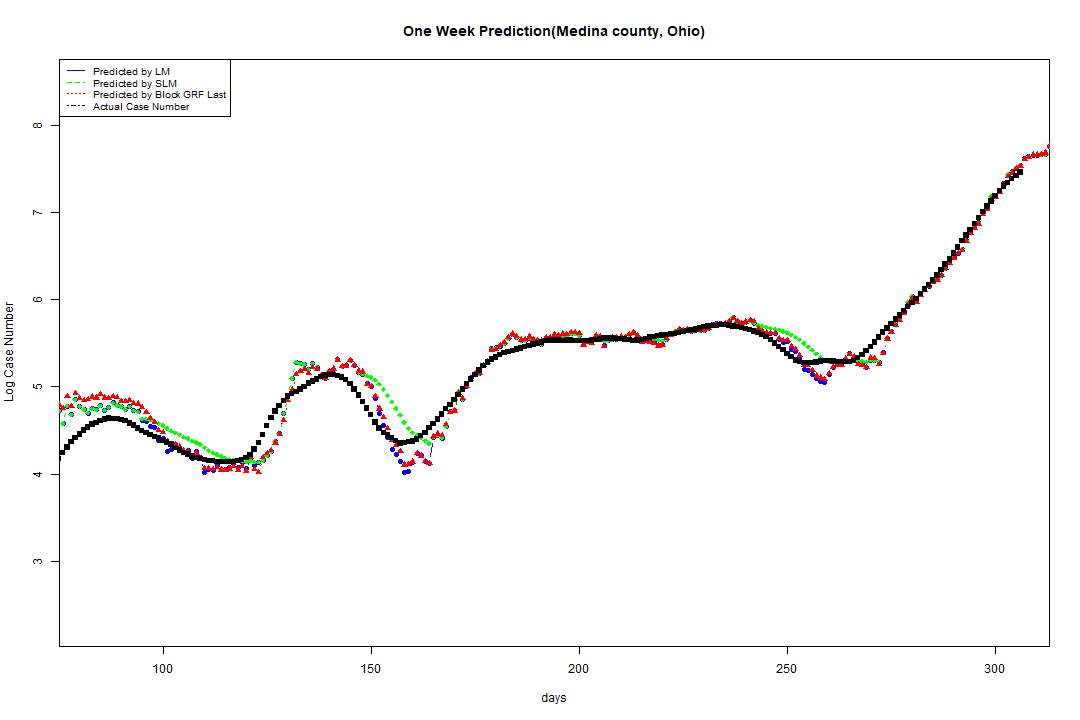 One Week Prediction(Medina county, Ohio)
Predicted by LM
Predicted by SLM
Predicted by Block GRF Last
Actual Case Number
Log Case Number
8
7
6
5
4
3
100 150 200 250 300
days